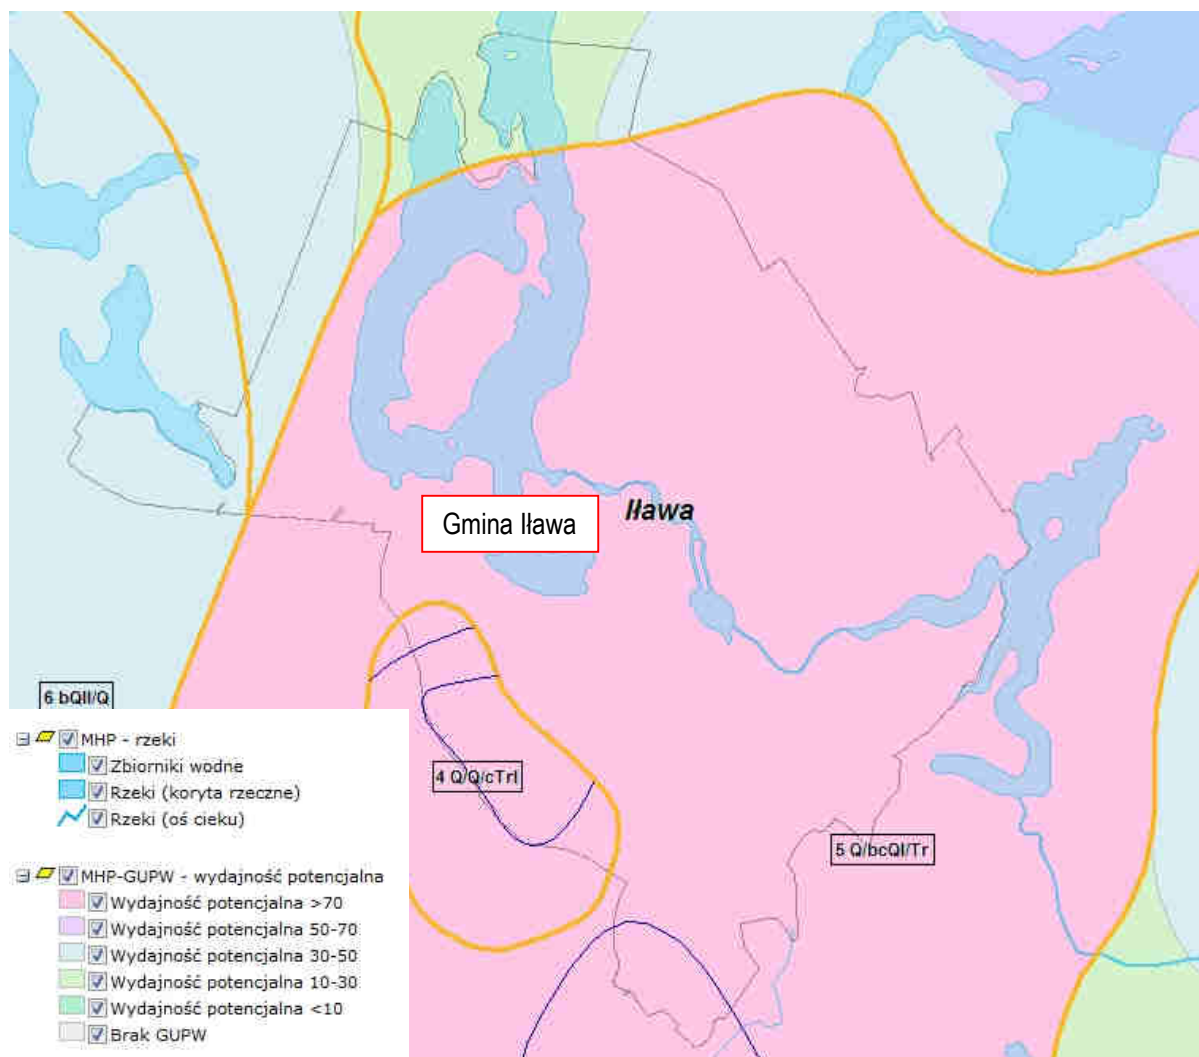 Gmina Iława
Iława
6 bQII/Q
4 Q/Q/cTrI
5 Q/bcQI/Tr
MHP - rzeki
Zbiorniki wodne
Rzeki (koryta rzeczne)
Rzeki (oś cieku)
MHP-GUPW - wydajność potencjalna
Wydajność potencjalna >70
Wydajność potencjalna 50-70
Wydajność potencjalna 30-50
Wydajność potencjalna 10-30
Wydajność potencjalna <10
Brak GUPW